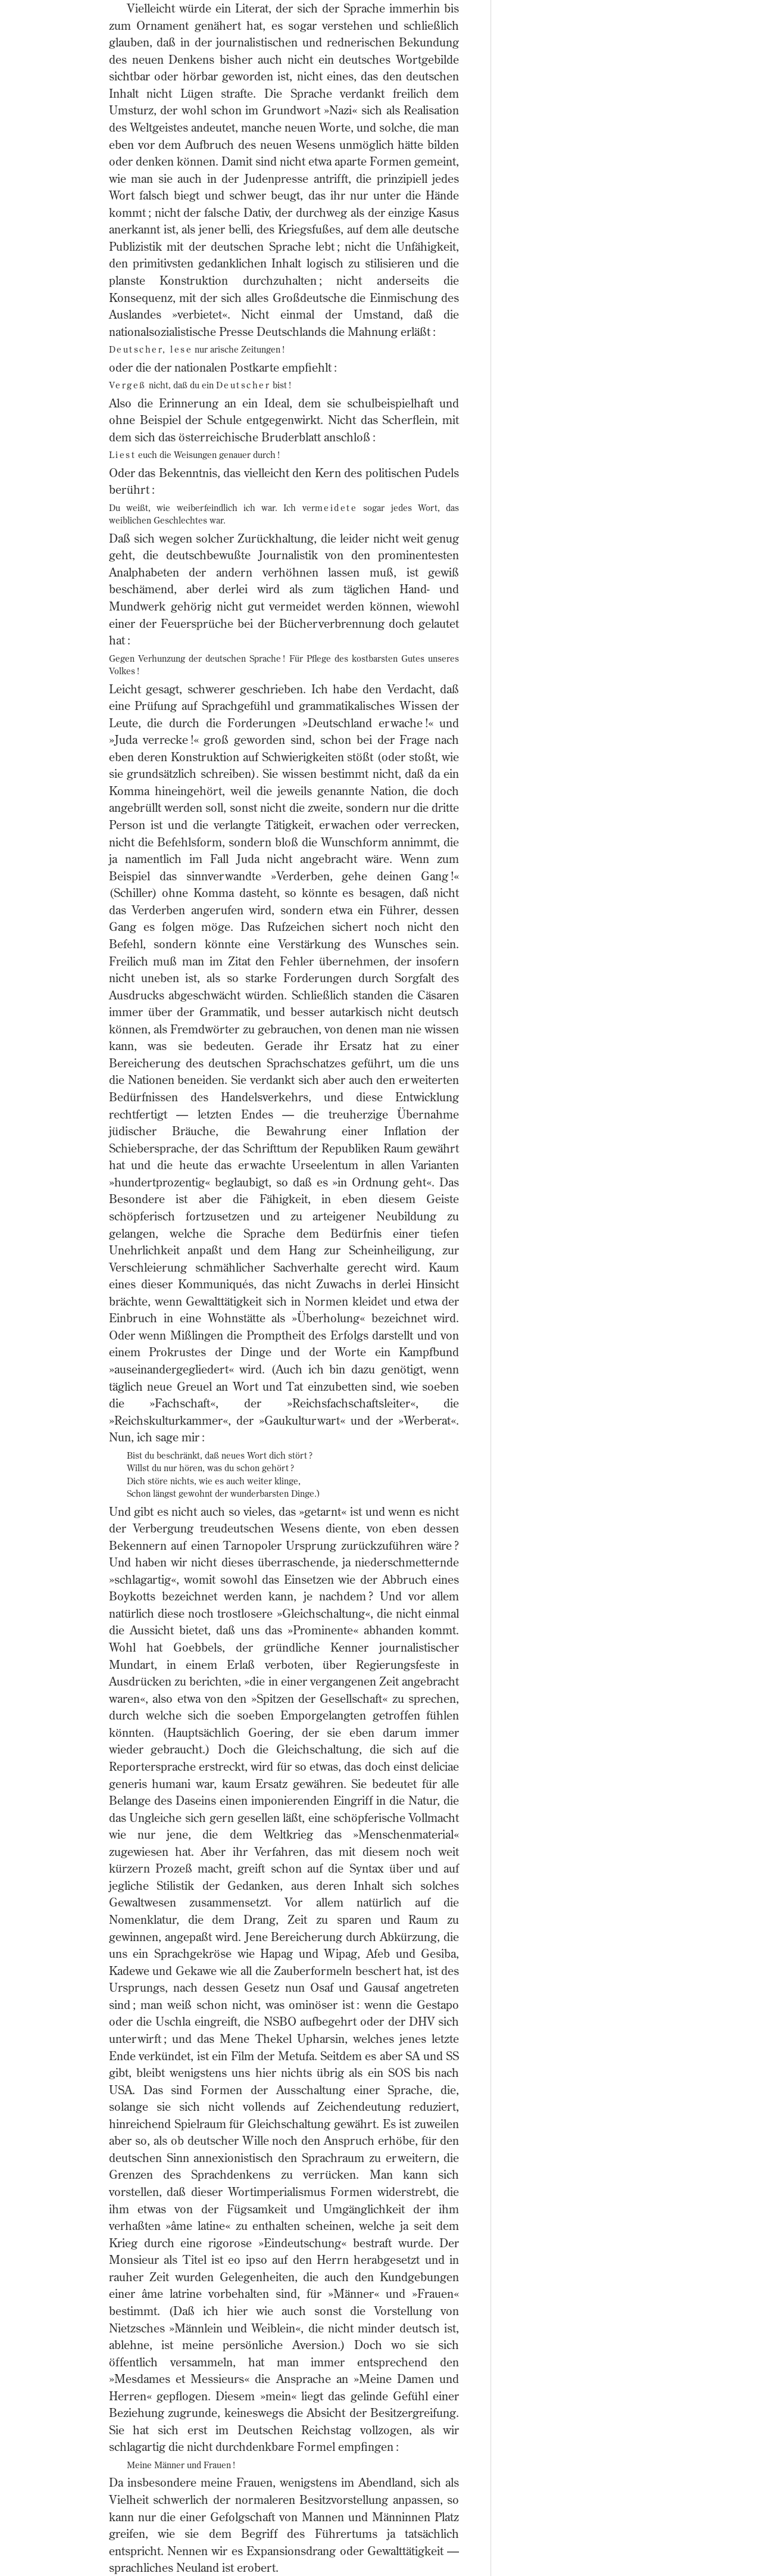 Vielleicht würde ein Literat, der sich der Sprache immerhin bis
zum Ornament genähert hat, es sogar verstehen und schließlich
glauben, daß in der journalistischen und rednerischen Bekundung
des neuen Denkens bisher auch nicht ein deutsches Wortgebilde
sichtbar oder hörbar geworden ist, nicht eines, das den deutschen
Inhalt nicht Lügen strafte. Die Sprache verdankt freilich dem
Umsturz, der wohl schon im Grundwort »Nazi« sich als Realisation
des Weltgeistes andeutet, manche neuen Worte, und solche, die man
eben vor dem Aufbruch des neuen Wesens unmöglich hätte bilden
oder denken können. Damit sind nicht etwa aparte Formen gemeint,
wie man sie auch in der Judenpresse antrifft, die prinzipiell jedes
Wort falsch biegt und schwer beugt, das ihr nur unter die Hände
kommt ; nicht der falsche Dativ, der durchweg als der einzige Kasus
anerkannt ist, als jener belli, des Kriegsfußes, auf dem alle deutsche
Publizistik mit der deutschen Sprache lebt ; nicht die Unfähigkeit,
den primitivsten gedanklichen Inhalt logisch zu stilisieren und die
planste Konstruktion durchzuhalten ; nicht anderseits die
Konsequenz, mit der sich alles Großdeutsche die Einmischung des
Auslandes »verbietet«. Nicht einmal der Umstand, daß die
nationalsozialistische Presse Deutschlands die Mahnung erläßt :
Deutscher, lese nur arische Zeitungen !
oder die der nationalen Postkarte empfiehlt :
Vergeß nicht, daß du ein Deutscher bist !
Also die Erinnerung an ein Ideal, dem sie schulbeispielhaft und
ohne Beispiel der Schule entgegenwirkt. Nicht das Scherflein, mit
dem sich das österreichische Bruderblatt anschloß :
Liest euch die Weisungen genauer durch !
Oder das Bekenntnis, das vielleicht den Kern des politischen Pudels
berührt :
Du weißt, wie weiberfeindlich ich war. Ich vermeidete sogar jedes Wort, das
weiblichen Geschlechtes war.
Daß sich wegen solcher Zurückhaltung, die leider nicht weit genug
geht, die deutschbewußte Journalistik von den prominentesten
Analphabeten der andern verhöhnen lassen muß, ist gewiß
beschämend, aber derlei wird als zum täglichen Hand- und
Mundwerk gehörig nicht gut vermeidet werden können, wiewohl
einer der Feuersprüche bei der Bücherverbrennung doch gelautet
hat :
Gegen Verhunzung der deutschen Sprache ! Für Pflege des kostbarsten Gutes unseres
Volkes !
Leicht gesagt, schwerer geschrieben. Ich habe den Verdacht, daß
eine Prüfung auf Sprachgefühl und grammatikalisches Wissen der
Leute, die durch die Forderungen »Deutschland erwache !« und
»Juda verrecke !« groß geworden sind, schon bei der Frage nach
eben deren Konstruktion auf Schwierigkeiten stößt (oder stoßt, wie
sie grundsätzlich schreiben). Sie wissen bestimmt nicht, daß da ein
Komma hineingehört, weil die jeweils genannte Nation, die doch
angebrüllt werden soll, sonst nicht die zweite, sondern nur die dritte
Person ist und die verlangte Tätigkeit, erwachen oder verrecken,
nicht die Befehlsform, sondern bloß die Wunschform annimmt, die
ja namentlich im Fall Juda nicht angebracht wäre. Wenn zum
Beispiel das sinnverwandte »Verderben, gehe deinen Gang !«
(Schiller) ohne Komma dasteht, so könnte es besagen, daß nicht
das Verderben angerufen wird, sondern etwa ein Führer, dessen
Gang es folgen möge. Das Rufzeichen sichert noch nicht den
Befehl, sondern könnte eine Verstärkung des Wunsches sein.
Freilich muß man im Zitat den Fehler übernehmen, der insofern
nicht uneben ist, als so starke Forderungen durch Sorgfalt des
Ausdrucks abgeschwächt würden. Schließlich standen die Cäsaren
immer über der Grammatik, und besser autarkisch nicht deutsch
können, als Fremdwörter zu gebrauchen, von denen man nie wissen
kann, was sie bedeuten. Gerade ihr Ersatz hat zu einer
Bereicherung des deutschen Sprachschatzes geführt, um die uns
die Nationen beneiden. Sie verdankt sich aber auch den erweiterten
Bedürfnissen des Handelsverkehrs, und diese Entwicklung
rechtfertigt — letzten Endes — die treuherzige Übernahme
jüdischer Bräuche, die Bewahrung einer Inflation der
Schiebersprache, der das Schrifttum der Republiken Raum gewährt
hat und die heute das erwachte Urseelentum in allen Varianten
»hundertprozentig« beglaubigt, so daß es »in Ordnung geht«. Das
Besondere ist aber die Fähigkeit, in eben diesem Geiste
schöpferisch fortzusetzen und zu arteigener Neubildung zu
gelangen, welche die Sprache dem Bedürfnis einer tiefen
Unehrlichkeit anpaßt und dem Hang zur Scheinheiligung, zur
Verschleierung schmählicher Sachverhalte gerecht wird. Kaum
eines dieser Kommuniqués, das nicht Zuwachs in derlei Hinsicht
brächte, wenn Gewalttätigkeit sich in Normen kleidet und etwa der
Einbruch in eine Wohnstätte als »Überholung« bezeichnet wird.
Oder wenn Mißlingen die Promptheit des Erfolgs darstellt und von
einem Prokrustes der Dinge und der Worte ein Kampfbund
»auseinandergegliedert« wird. (Auch ich bin dazu genötigt, wenn
täglich neue Greuel an Wort und Tat einzubetten sind, wie soeben
die »Fachschaft«, der »Reichsfachschaftsleiter«, die
»Reichskulturkammer«, der »Gaukulturwart« und der »Werberat«.
Nun, ich sage mir :
Bist du beschränkt, daß neues Wort dich stört ?
Willst du nur hören, was du schon gehört ?
Dich störe nichts, wie es auch weiter klinge,
Schon längst gewohnt der wunderbarsten Dinge.)
Und gibt es nicht auch so vieles, das »getarnt« ist und wenn es nicht
der Verbergung treudeutschen Wesens diente, von eben dessen
Bekennern auf einen Tarnopoler Ursprung zurückzuführen wäre ?
Und haben wir nicht dieses überraschende, ja niederschmetternde
»schlagartig«, womit sowohl das Einsetzen wie der Abbruch eines
Boykotts bezeichnet werden kann, je nachdem ? Und vor allem
natürlich diese noch trostlosere »Gleichschaltung«, die nicht einmal
die Aussicht bietet, daß uns das »Prominente« abhanden kommt.
Wohl hat Goebbels, der gründliche Kenner journalistischer
Mundart, in einem Erlaß verboten, über Regierungsfeste in
Ausdrücken zu berichten, »die in einer vergangenen Zeit angebracht
waren«, also etwa von den »Spitzen der Gesellschaft« zu sprechen,
durch welche sich die soeben Emporgelangten getroffen fühlen
könnten. (Hauptsächlich Goering, der sie eben darum immer
wieder gebraucht.) Doch die Gleichschaltung, die sich auf die
Reportersprache erstreckt, wird für so etwas, das doch einst deliciae
generis humani war, kaum Ersatz gewähren. Sie bedeutet für alle
Belange des Daseins einen imponierenden Eingriff in die Natur, die
das Ungleiche sich gern gesellen läßt, eine schöpferische Vollmacht
wie nur jene, die dem Weltkrieg das »Menschenmaterial«
zugewiesen hat. Aber ihr Verfahren, das mit diesem noch weit
kürzern Prozeß macht, greift schon auf die Syntax über und auf
jegliche Stilistik der Gedanken, aus deren Inhalt sich solches
Gewaltwesen zusammensetzt. Vor allem natürlich auf die
Nomenklatur, die dem Drang, Zeit zu sparen und Raum zu
gewinnen, angepaßt wird. Jene Bereicherung durch Abkürzung, die
uns ein Sprachgekröse wie Hapag und Wipag, Afeb und Gesiba,
Kadewe und Gekawe wie all die Zauberformeln beschert hat, ist des
Ursprungs, nach dessen Gesetz nun Osaf und Gausaf angetreten
sind ; man weiß schon nicht, was ominöser ist : wenn die Gestapo
oder die Uschla eingreift, die NSBO aufbegehrt oder der DHV sich
unterwirft ; und das Mene Thekel Upharsin, welches jenes letzte
Ende verkündet, ist ein Film der Metufa. Seitdem es aber SA und SS
gibt, bleibt wenigstens uns hier nichts übrig als ein SOS bis nach
USA. Das sind Formen der Ausschaltung einer Sprache, die,
solange sie sich nicht vollends auf Zeichendeutung reduziert,
hinreichend Spielraum für Gleichschaltung gewährt. Es ist zuweilen
aber so, als ob deutscher Wille noch den Anspruch erhöbe, für den
deutschen Sinn annexionistisch den Sprachraum zu erweitern, die
Grenzen des Sprachdenkens zu verrücken. Man kann sich
vorstellen, daß dieser Wortimperialismus Formen widerstrebt, die
ihm etwas von der Fügsamkeit und Umgänglichkeit der ihm
verhaßten »âme latine« zu enthalten scheinen, welche ja seit dem
Krieg durch eine rigorose »Eindeutschung« bestraft wurde. Der
Monsieur als Titel ist eo ipso auf den Herrn herabgesetzt und in
rauher Zeit wurden Gelegenheiten, die auch den Kundgebungen
einer âme latrine vorbehalten sind, für »Männer« und »Frauen«
bestimmt. (Daß ich hier wie auch sonst die Vorstellung von
Nietzsches »Männlein und Weiblein«, die nicht minder deutsch ist,
ablehne, ist meine persönliche Aversion.) Doch wo sie sich
öffentlich versammeln, hat man immer entsprechend den
»Mesdames et Messieurs« die Ansprache an »Meine Damen und
Herren« gepflogen. Diesem »mein« liegt das gelinde Gefühl einer
Beziehung zugrunde, keineswegs die Absicht der Besitzergreifung.
Sie hat sich erst im Deutschen Reichstag vollzogen, als wir
schlagartig die nicht durchdenkbare Formel empfingen :
Meine Männer und Frauen !
Da insbesondere meine Frauen, wenigstens im Abendland, sich als
Vielheit schwerlich der normaleren Besitzvorstellung anpassen, so
kann nur die einer Gefolgschaft von Mannen und Männinnen Platz
greifen, wie sie dem Begriff des Führertums ja tatsächlich
entspricht. Nennen wir es Expansionsdrang oder Gewalttätigkeit —
sprachliches Neuland ist erobert.